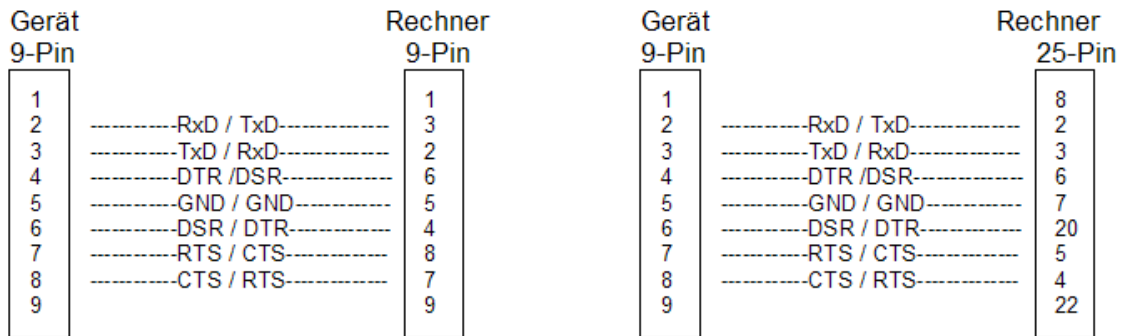 Gerät Rechner
9-Pin 9-Pin
1 1
2 ------------RxD / TxD--------------- 3
3 ------------TxD / RxD--------------- 2
4 ------------DTR /DSR--------------- 6
5 ------------GND / GND------------- 5
6 ------------DSR / DTR-------------- 4
7 ------------RTS / CTS-------------- 8
8 ------------CTS / RTS-------------- 7
9 9
Gerät Rechner
9-Pin 25-Pin
1 8
2 ------------RxD / TxD--------------- 2
3 ------------TxD / RxD--------------- 3
4 ------------DTR /DSR--------------- 6
5 ------------GND / GND------------- 7
6 ------------DSR / DTR-------------- 20
7 ------------RTS / CTS-------------- 5
8 ------------CTS / RTS-------------- 4
9 22